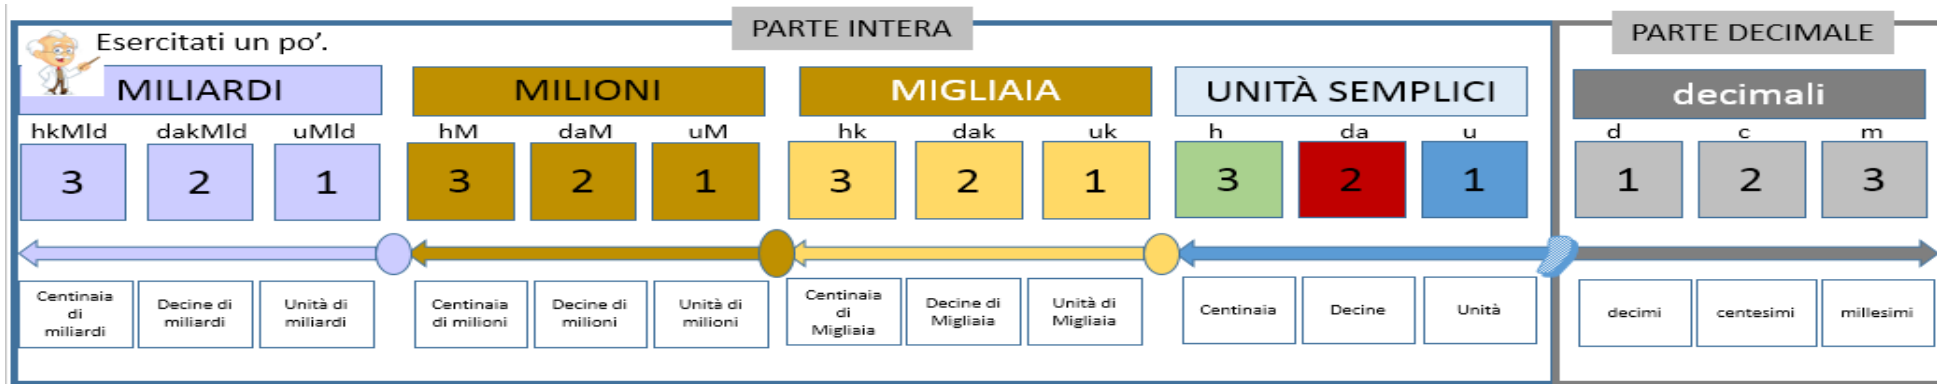 PARTE INTERA
PARTE DECIMALE
Esercitati un po’.
MILIARDI
MILIONI
MIGLIAIA
UNITÀ SEMPLICI
decimali
hkMld dakMld uMld hM daM uM hk dak uk h da u d c m
3 2 1 3 2 1 3 2 1 3 2 1 1 2 3
Centinaia
di
miliardi
Decine di
miliardi
Unità di
miliardi
Centinaia
di milioni
Decine di
milioni
Unità di
milioni
Centinaia
di
Migliaia
Decine di
Migliaia
Unità di
Migliaia
Centinaia
Decine
Unità
decimi
centesimi
millesimi